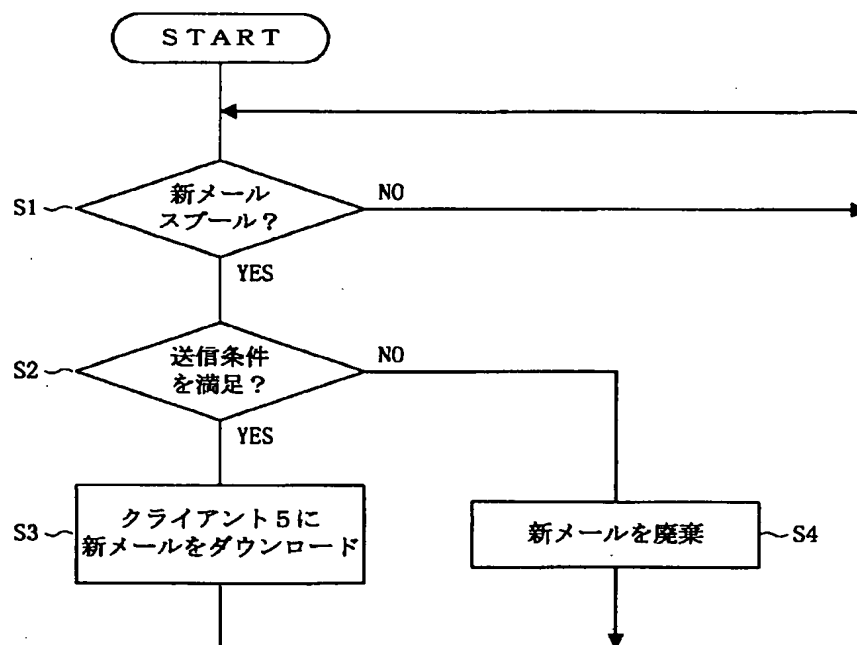 START
S1
新メール
スプール？
NO
YES
S2
送信条件
を満足？
NO
YES
S3
クライアント５に
新メールをダウンロード
新メールを廃棄
S4